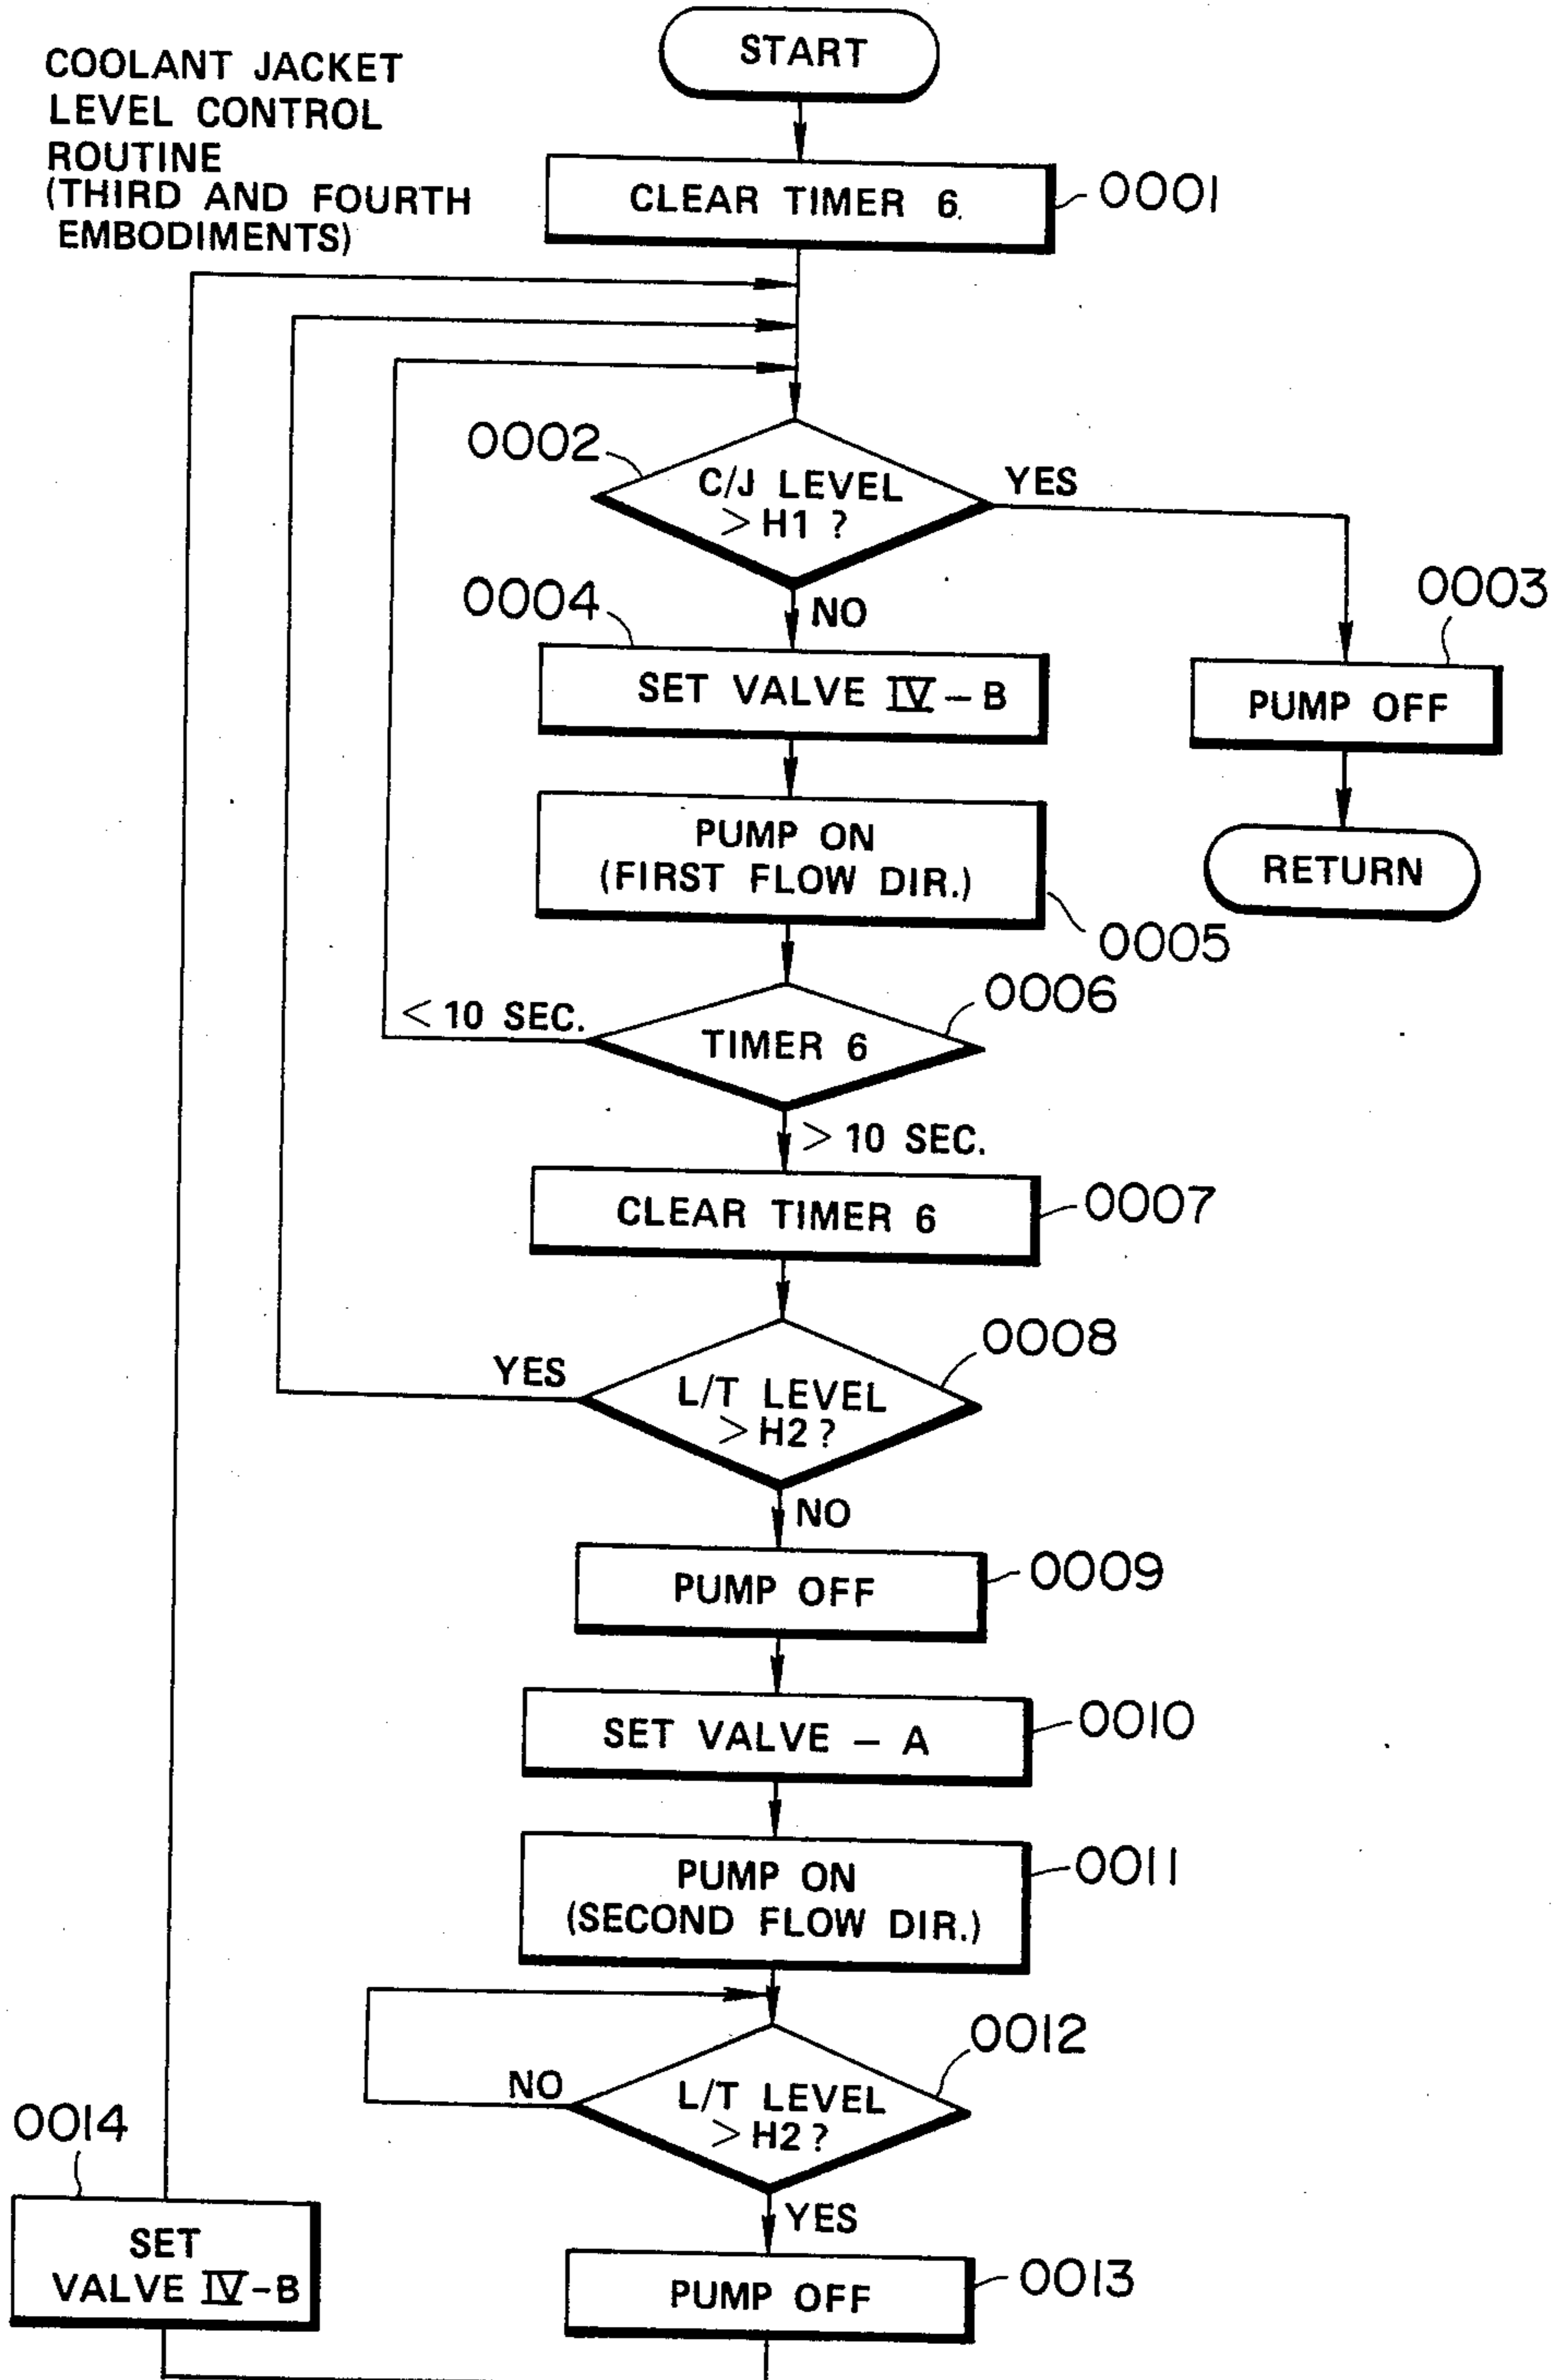 COOLANT JACKET
LEVEL CONTROL
ROUTINE
(THIRD AND FOURTH
EMBODIMENTS)
START
CLEAR TIMER 6.
0001
0002
C/J LEVEL
> H1 ?
YES
NO
0003
PUMP OFF
RETURN
0004
SET VALVE IV – B
PUMP ON
(FIRST FLOW DIR.)
0005
0006
< 10 SEC.
TIMER 6
> 10 SEC.
CLEAR TIMER 6
0007
0008
YES
L/T LEVEL
> H2 ?
NO
PUMP OFF
0009
SET VALVE – A
0010
PUMP ON
(SECOND FLOW DIR.)
0011
0012
NO
L/T LEVEL
> H2 ?
YES
0014
SET
VALVE IV – B
PUMP OFF
0013